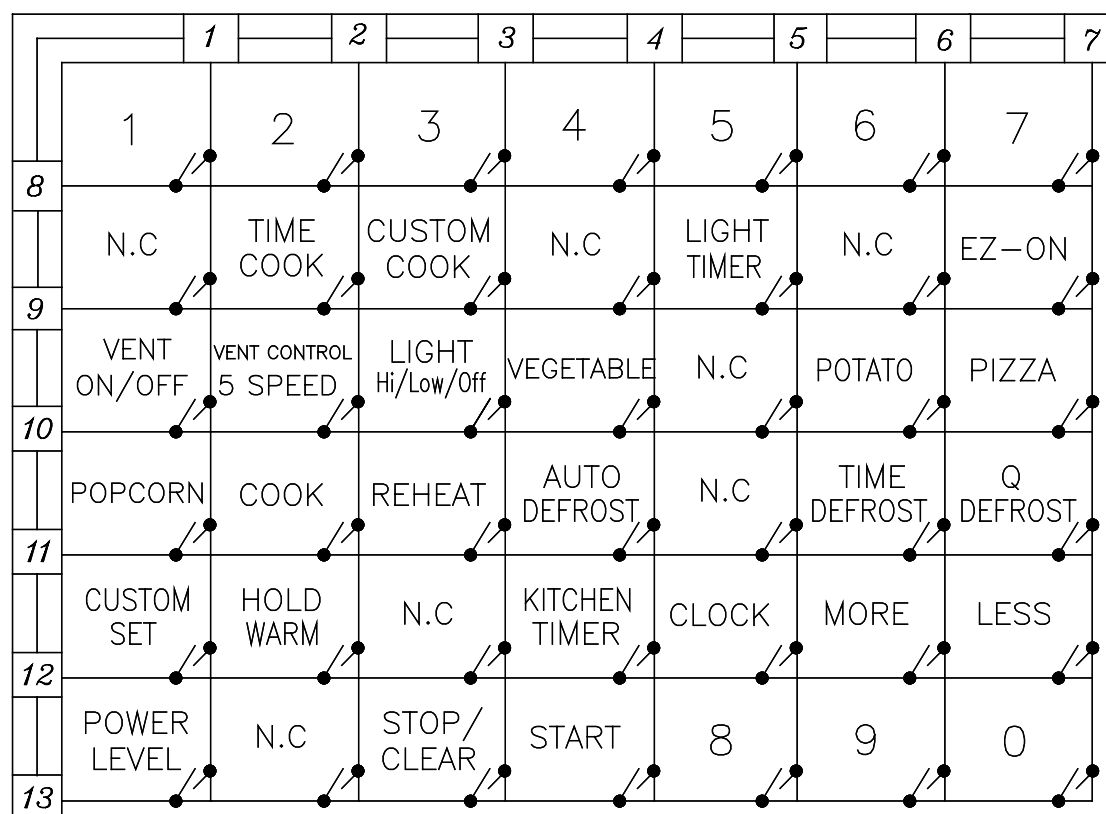 1 2 3 4 5 6 7
1 2 3 4 5 6 7
8
N.C TIME COOK CUSTOM COOK N.C LIGHT TIMER N.C EZ-ON
9
VENT ON/OFF VENT CONTROL 5 SPEED LIGHT Hi/Low/Off VEGETABLE N.C POTATO PIZZA
10
POPCORN COOK REHEAT AUTO DEFROST N.C TIME DEFROST Q DEFROST
11
CUSTOM SET HOLD WARM N.C KITCHEN TIMER CLOCK MORE LESS
12
POWER LEVEL N.C STOP/CLEAR START 8 9 0
13